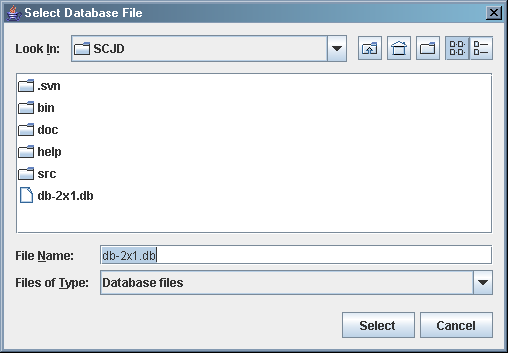 Select Database File
Look In: SCJD
.svn
bin
doc
help
src
db-2x1.db
File Name: db-2x1.db
Files of Type: Database files
Select Cancel